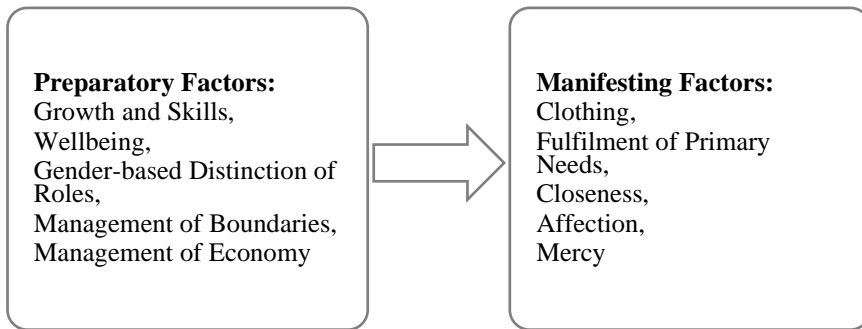 Preparatory Factors:
Growth and Skills,
Wellbeing,
Gender-based Distinction of
Roles,
Management of Boundaries,
Management of Economy
Manifesting Factors:
Clothing,
Fulfilment of Primary
Needs,
Closeness,
Affection,
Mercy